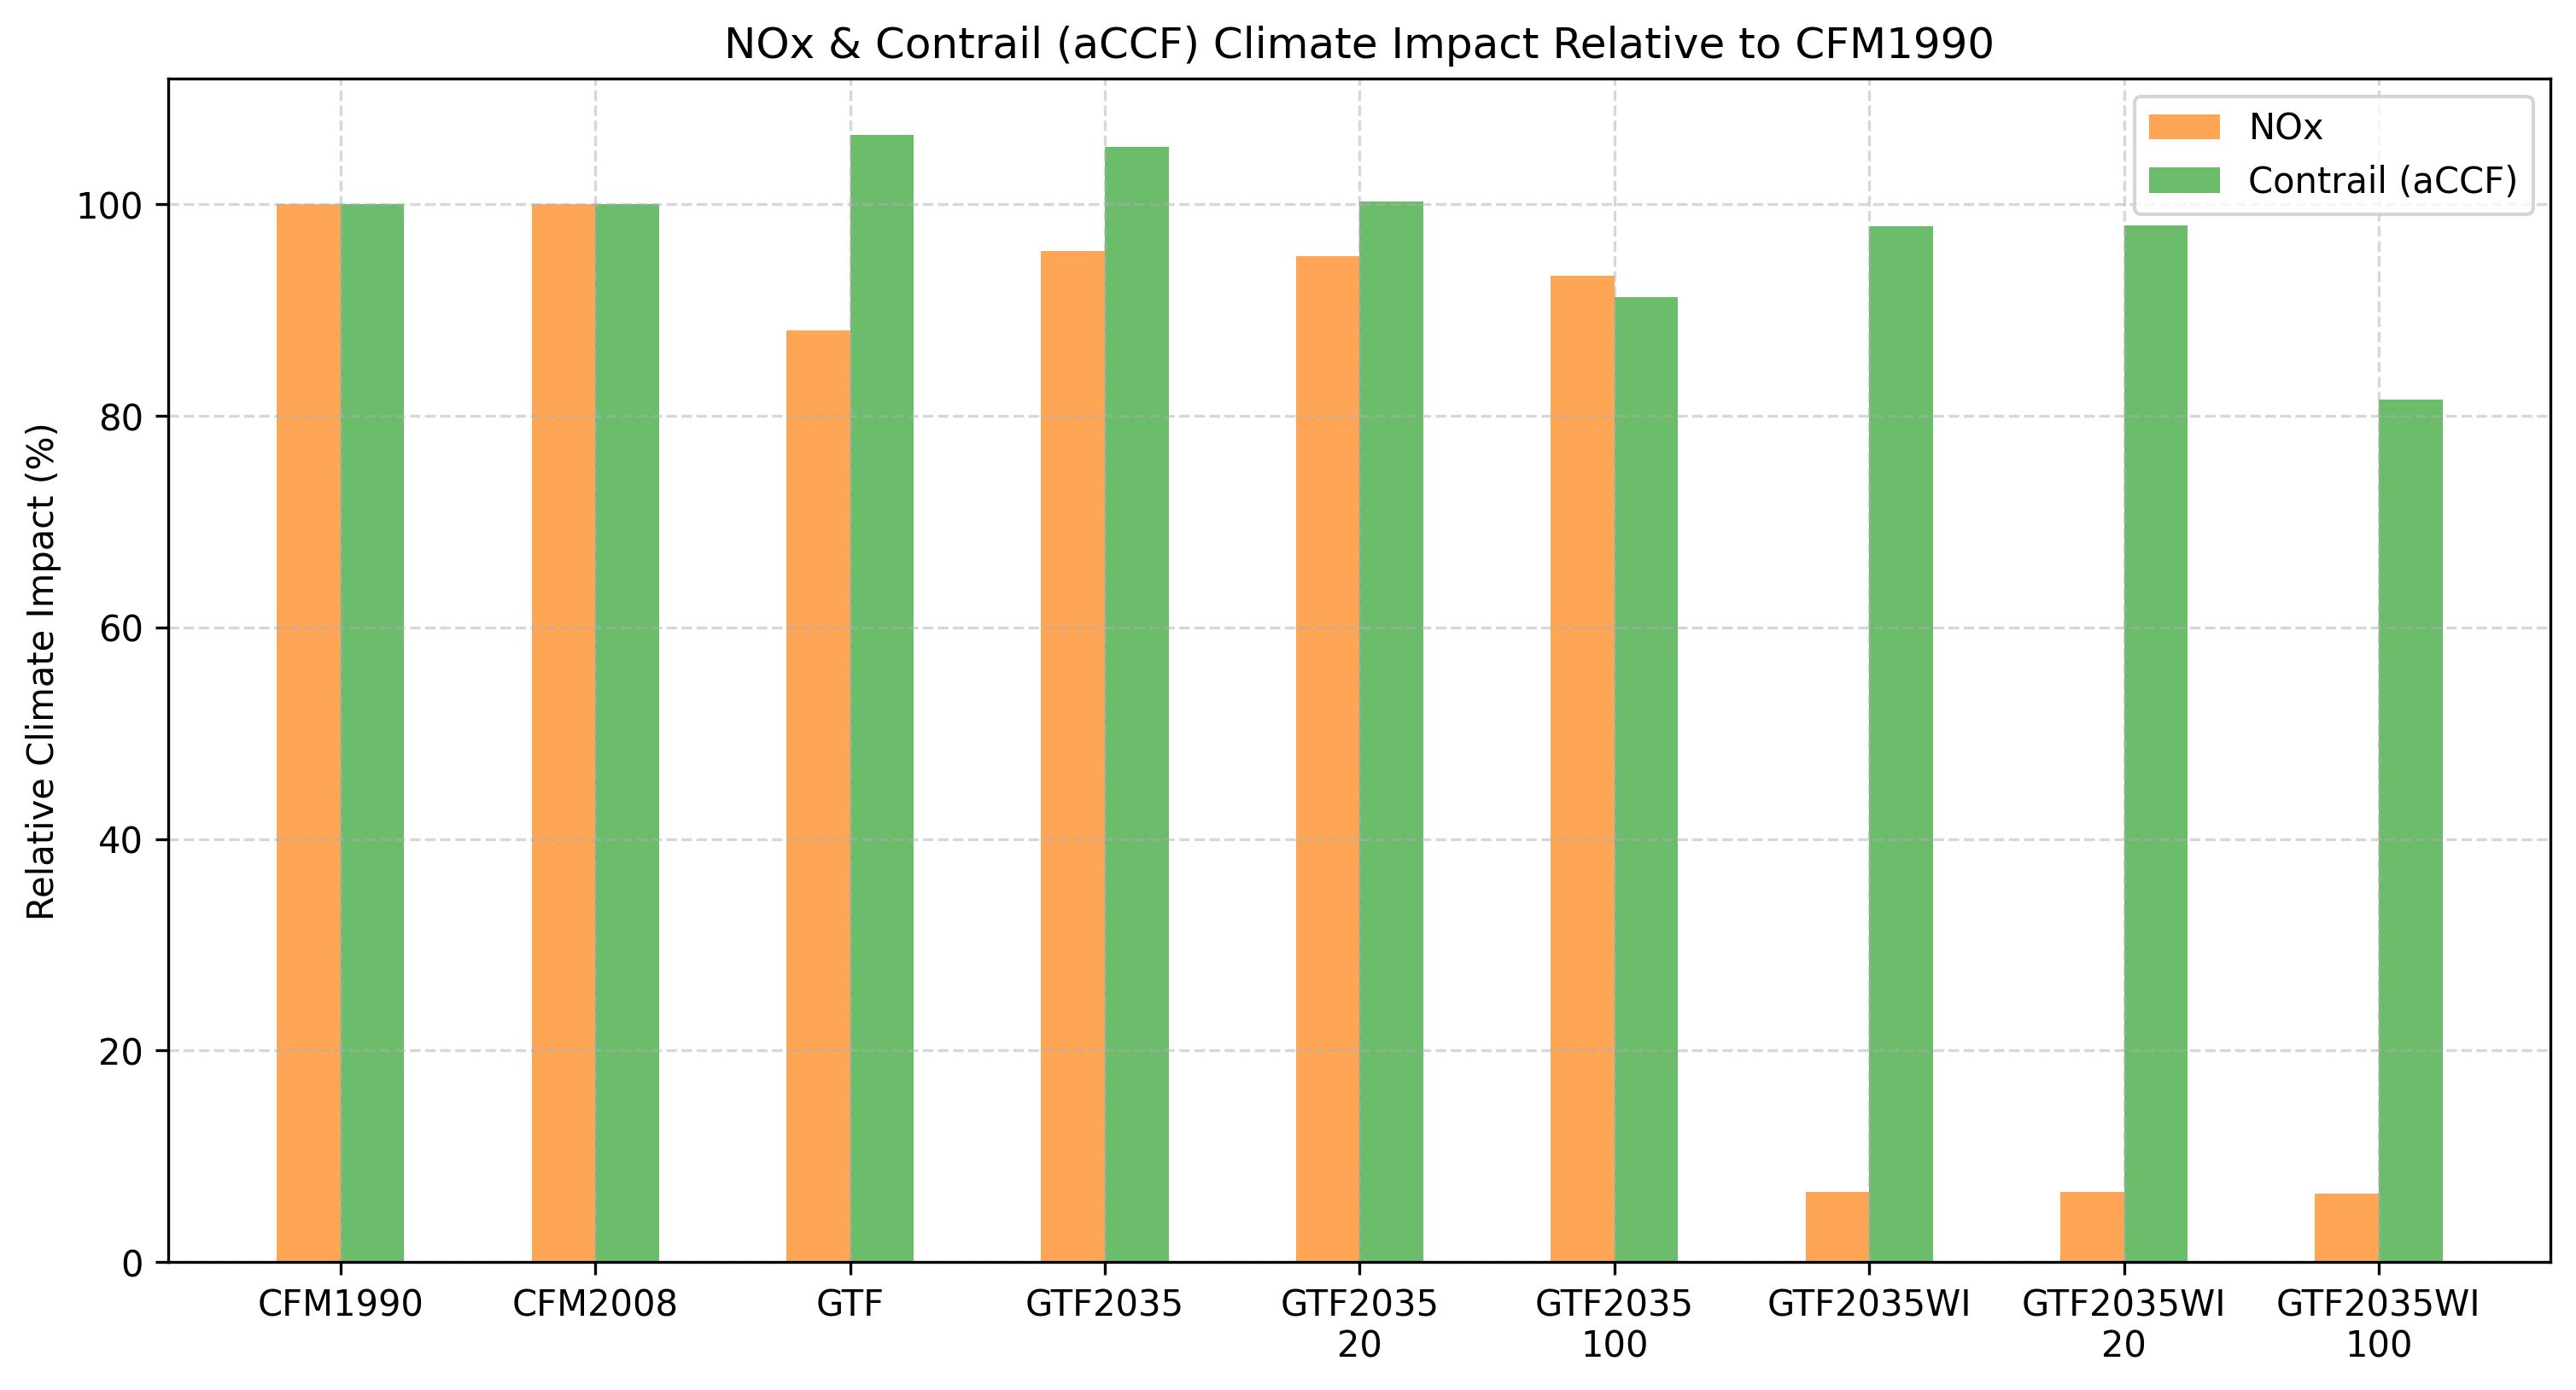 NOx & Contrail (aCCF) Climate Impact Relative to CFM1990
NOx
Contrail (aCCF)
Relative Climate Impact (%)
100
80
60
40
20
0
CFM1990
CFM2008
GTF
GTF2035
GTF2035
20
GTF2035
100
GTF2035WI
GTF2035WI
20
GTF2035WI
100